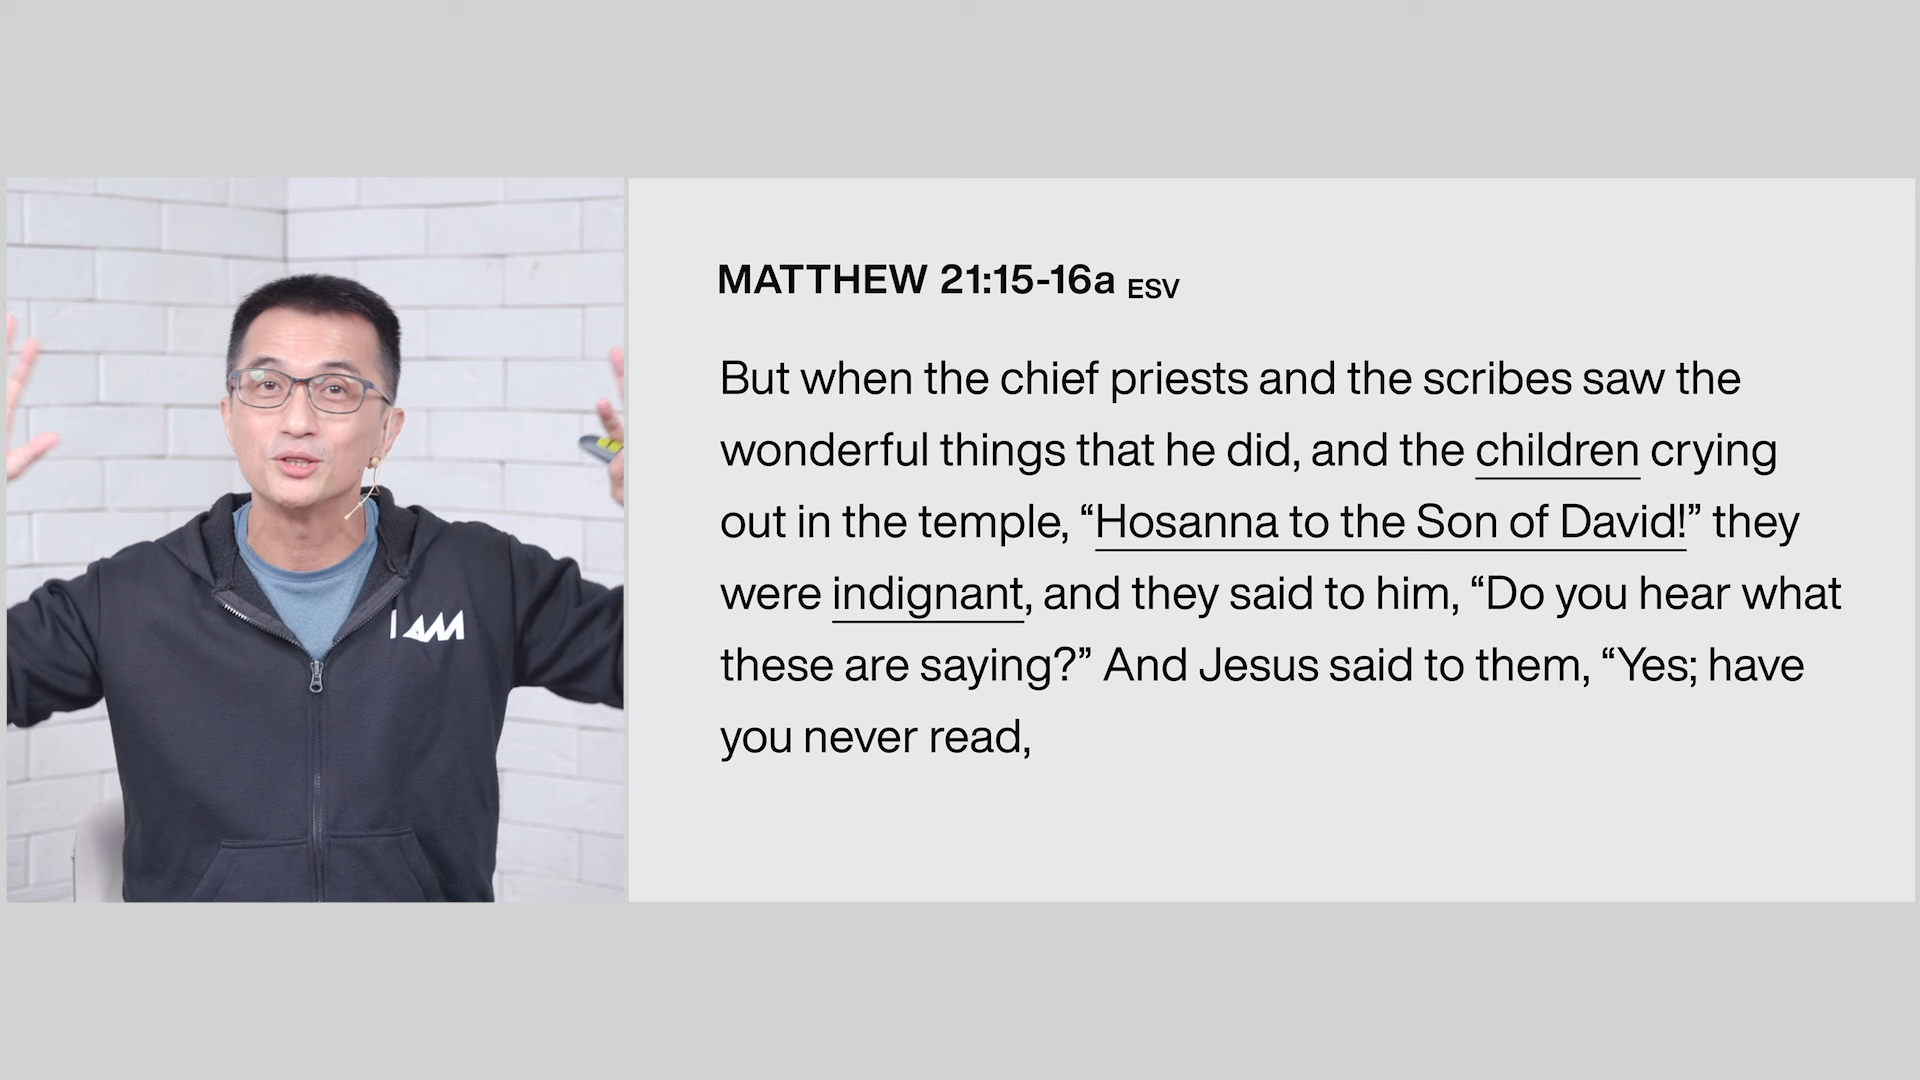 MATTHEW 21:15-16a ESV
But when the chief priests and the scribes saw the
wonderful things that he did, and the children crying
out in the temple, “Hosanna to the Son of David!” they
were indignant, and they said to him, “Do you hear what
these are saying?” And Jesus said to them, “Yes; have
you never read,
I AM